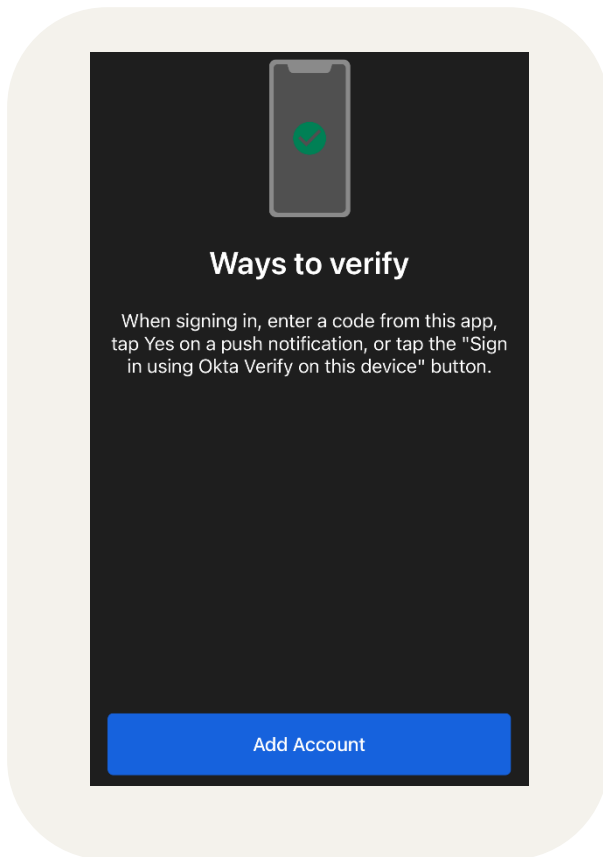 Ways to verify
When signing in, enter a code from this app,
tap Yes on a push notification, or tap the "Sign
in using Okta Verify on this device" button.
Add Account